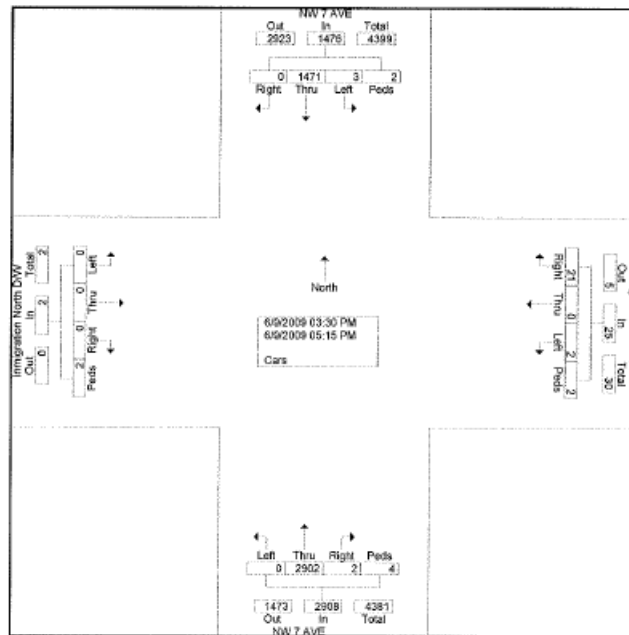 NW 7 AVE
Out In Total
2923 1476 4399
0 1471 3 2
Right Thru Left Peds
Inmigration North D/W
Total In Out
2 2 0
0 0 0 2
Left Thru Right Peds
North
6/9/2009 03:30 PM
6/9/2009 05:15 PM
Cars
Right Thru Left Peds
21 0 2 2
Out In Total
5 25 30
Left Thru Right Peds
0 2902 2 4
1473 2908 4381
Out In Total
NW 7 AVE